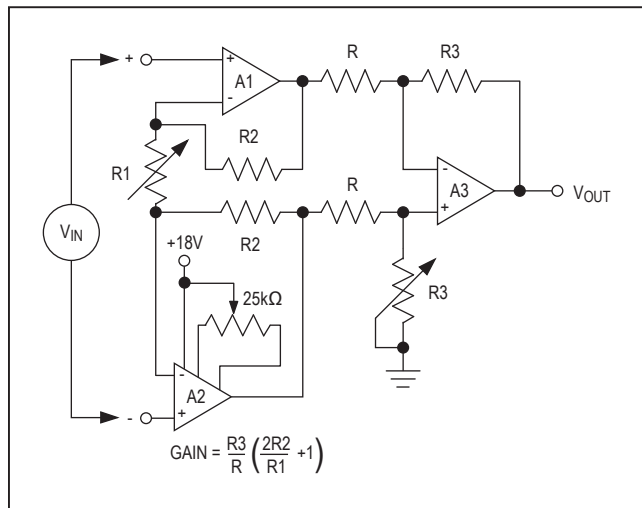 +
+
A1
-
R
R3
R2
R1
-
A3
+
VOUT
R
R2
VIN
+18V
25kΩ
R3
-
A2
+
-
GAIN = R3/R (2R2/R1 +1)